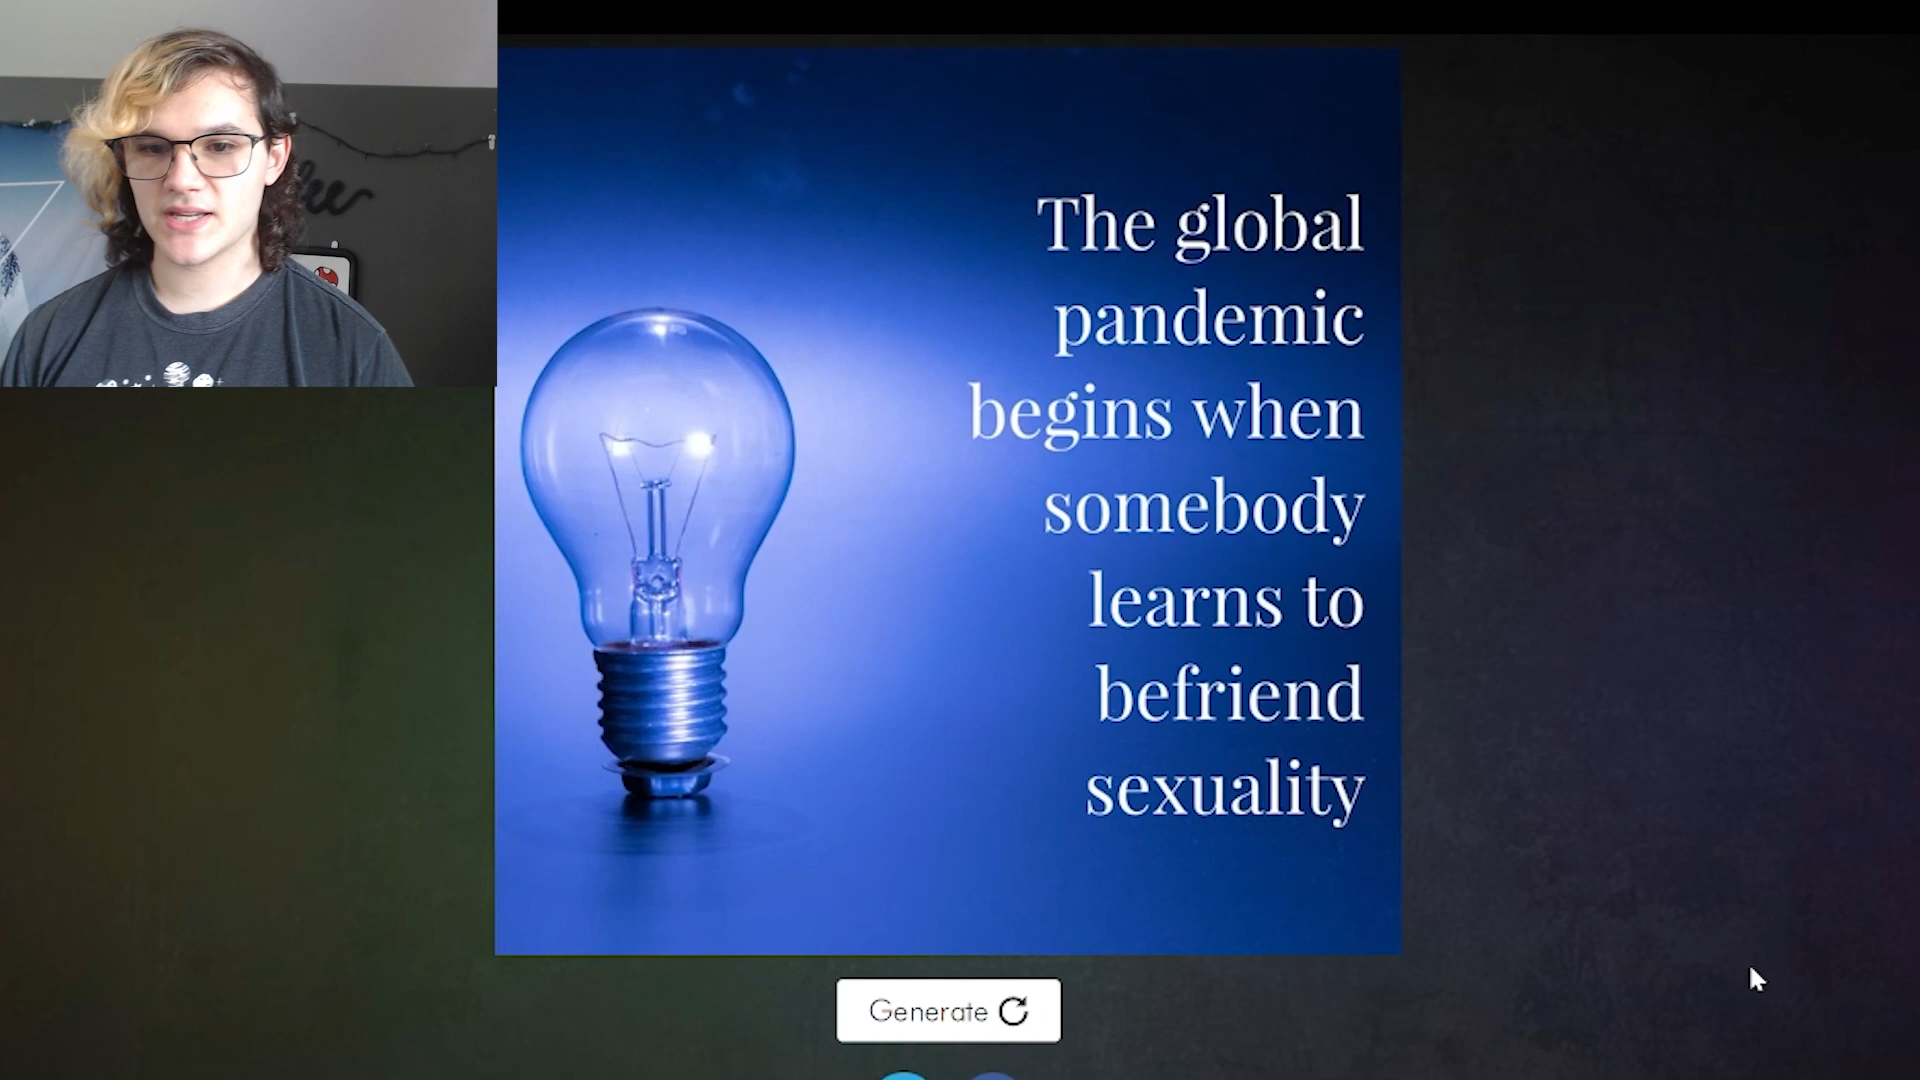 The global
pandemic
begins when
somebody
learns to
befriend
sexuality
Generate